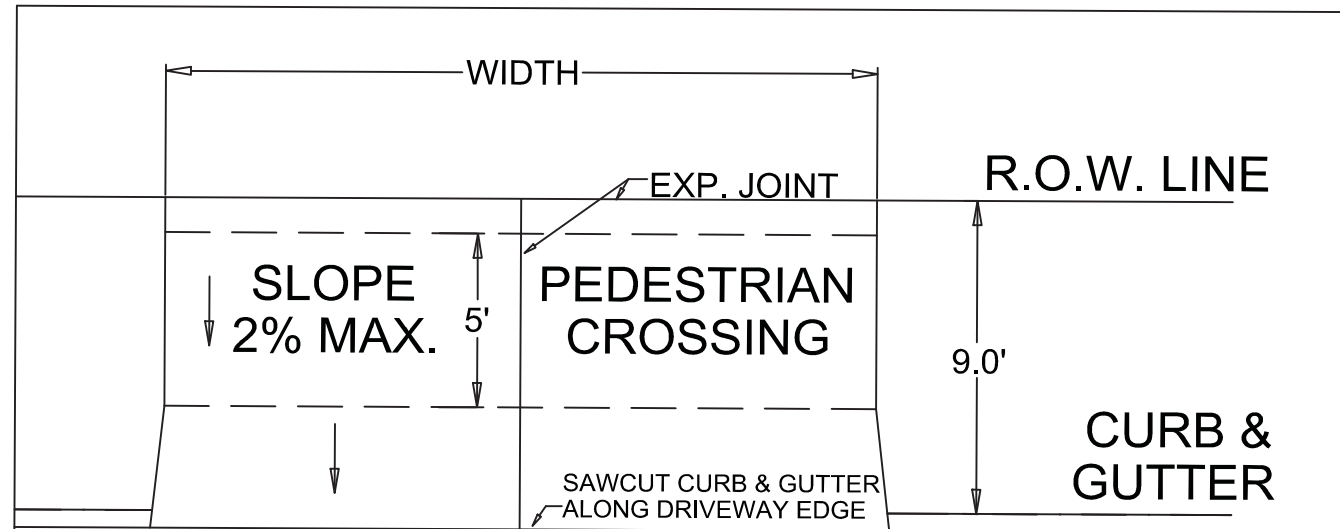 WIDTH
EXP. JOINT
R.O.W. LINE
SLOPE
2% MAX.
5'
PEDESTRIAN
CROSSING
9.0'
CURB &
GUTTER
SAWCUT CURB & GUTTER
ALONG DRIVEWAY EDGE